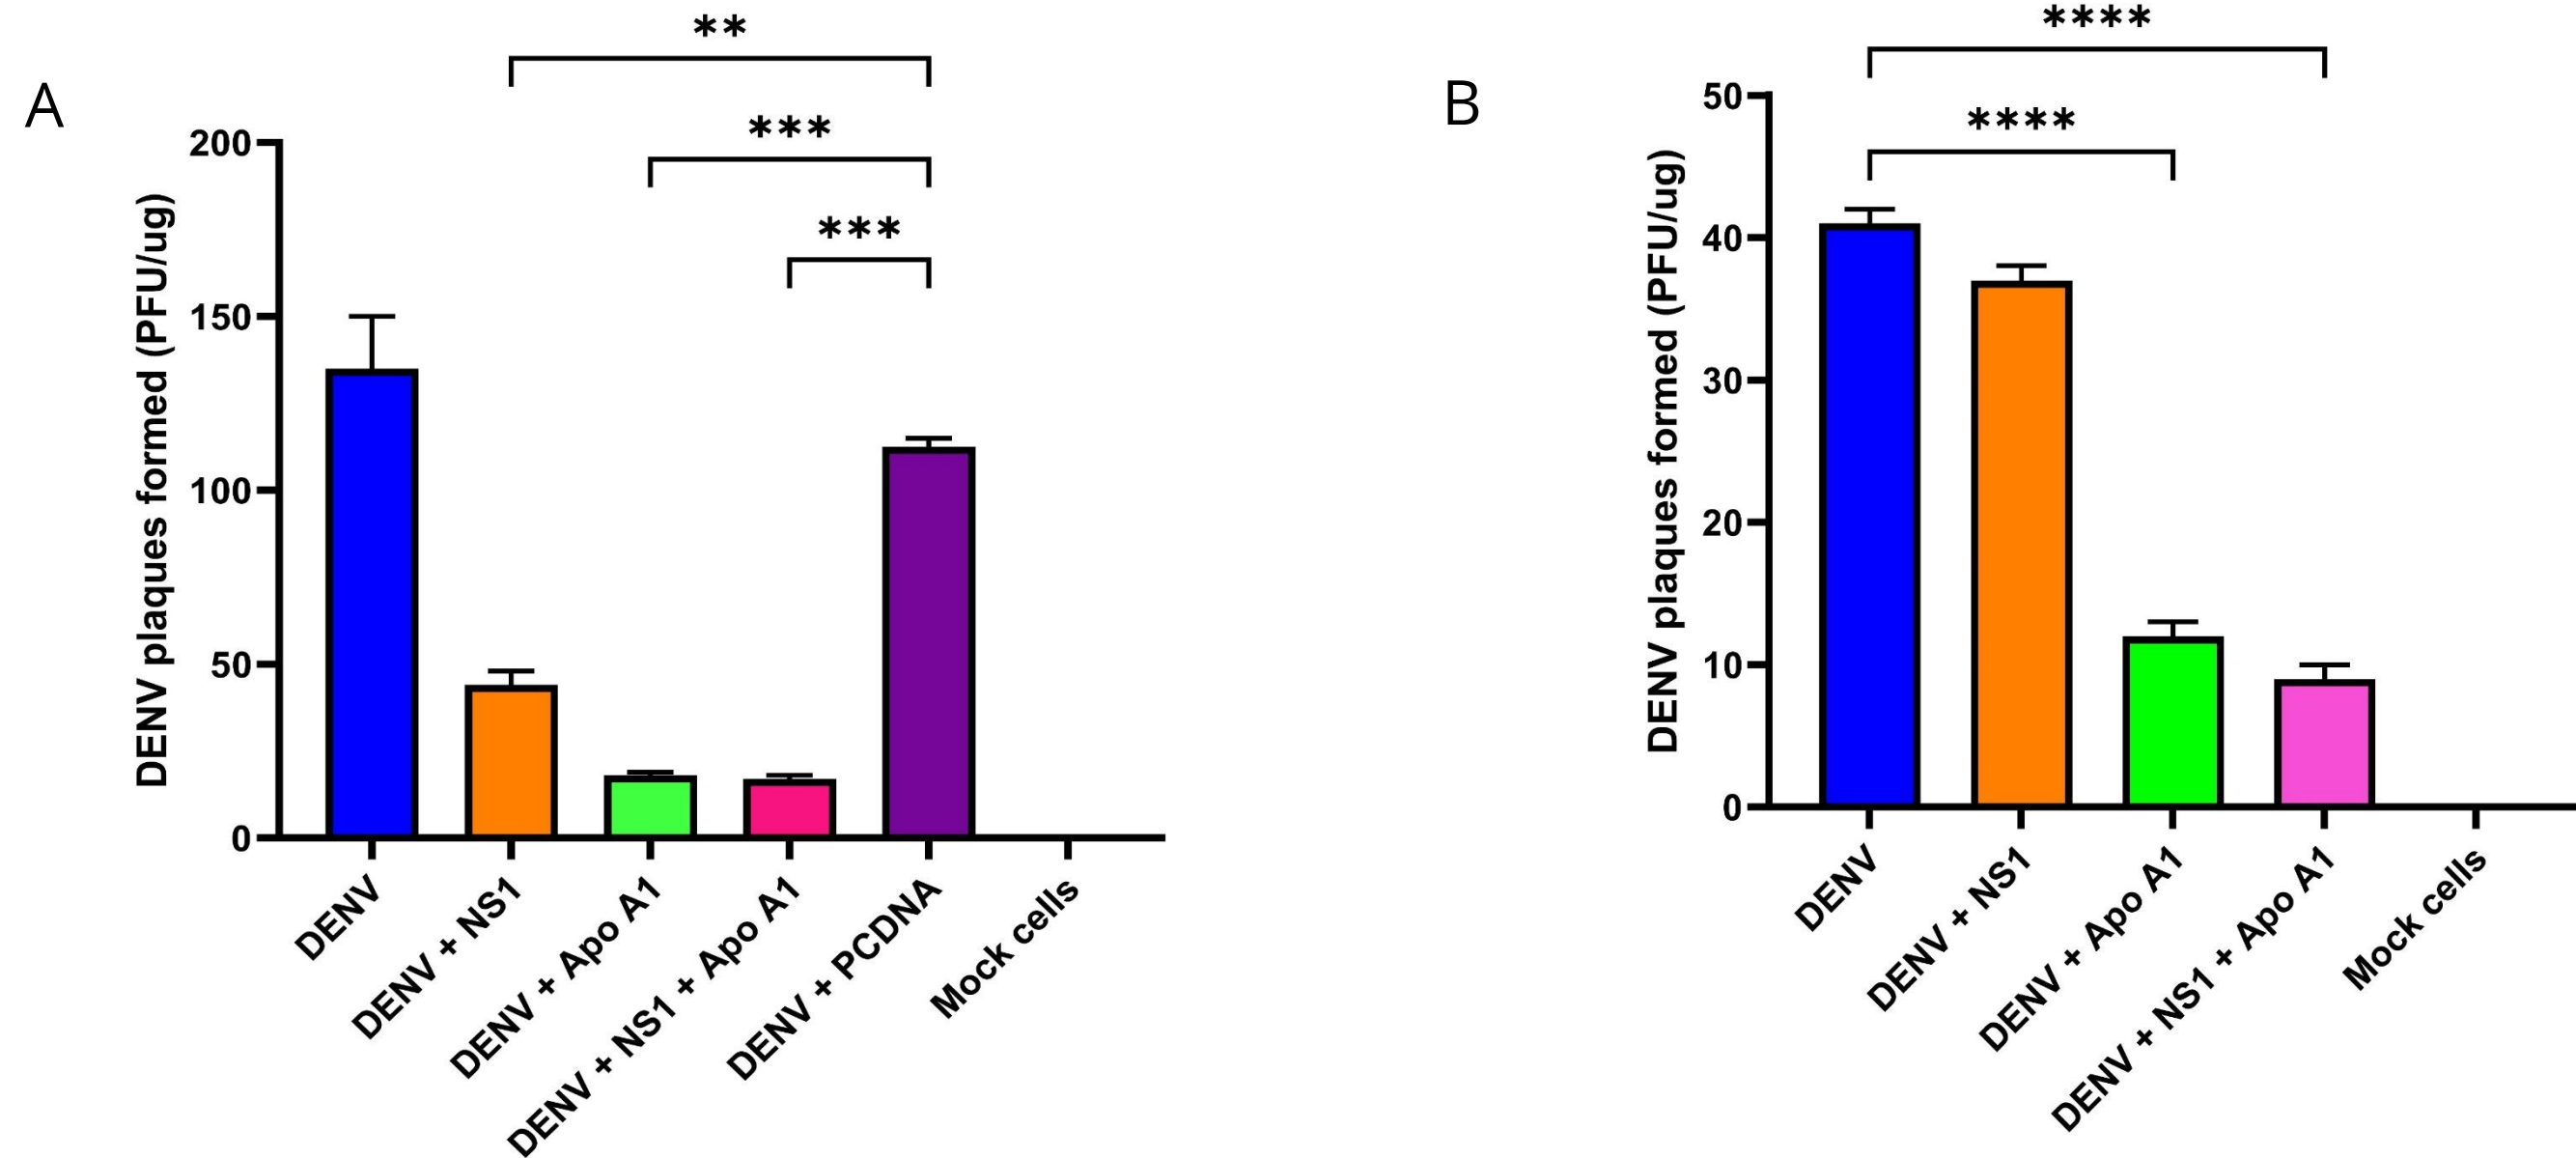 A
**
***
***
DENV plaques formed (PFU/ug)
200
150
100
50
0
DENV
DENV + NS1
DENV + Apo A1
DENV + NS1 + Apo A1
DENV + PCDNA
Mock cells
B
****
****
DENV plaques formed (PFU/ug)
50
40
30
20
10
0
DENV
DENV + NS1
DENV + Apo A1
DENV + NS1 + Apo A1
Mock cells